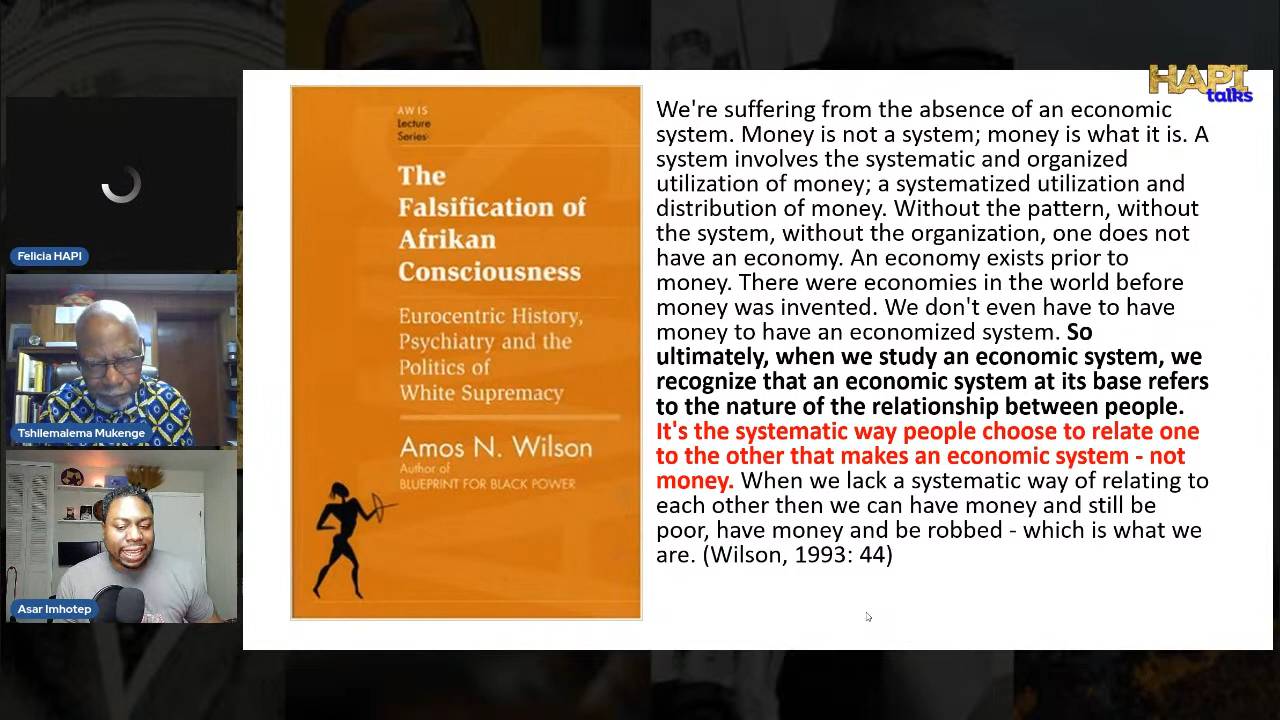 HAPI
talks
Felicia HAPI
Tshilemalema Mukenge
Asar Imhotep
AW IS
Lecture
Series
The
Falsification of
Afrikan
Consciousness
Eurocentric History,
Psychiatry and the
Politics of
White Supremacy
Amos N. Wilson
Author of
BLUEPRINT FOR BLACK POWER
We're suffering from the absence of an economic
system. Money is not a system; money is what it is. A
system involves the systematic and organized
utilization of money; a systematized utilization and
distribution of money. Without the pattern, without
the system, without the organization, one does not
have an economy. An economy exists prior to
money. There were economies in the world before
money was invented. We don't even have to have
money to have an economized system. So
ultimately, when we study an economic system, we
recognize that an economic system at its base refers
to the nature of the relationship between people.
It's the systematic way people choose to relate one
to the other that makes an economic system - not
money. When we lack a systematic way of relating to
each other then we can have money and still be
poor, have money and be robbed - which is what we
are. (Wilson, 1993: 44)